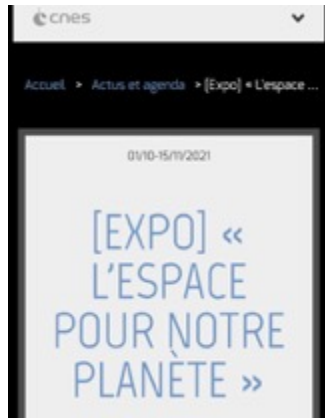 cnes
Accueil > Actus et agenda > [Expo] « L'espace ...
01/10-15/11/2021
[EXPO] «
L'ESPACE
POUR NOTRE
PLANÈTE »